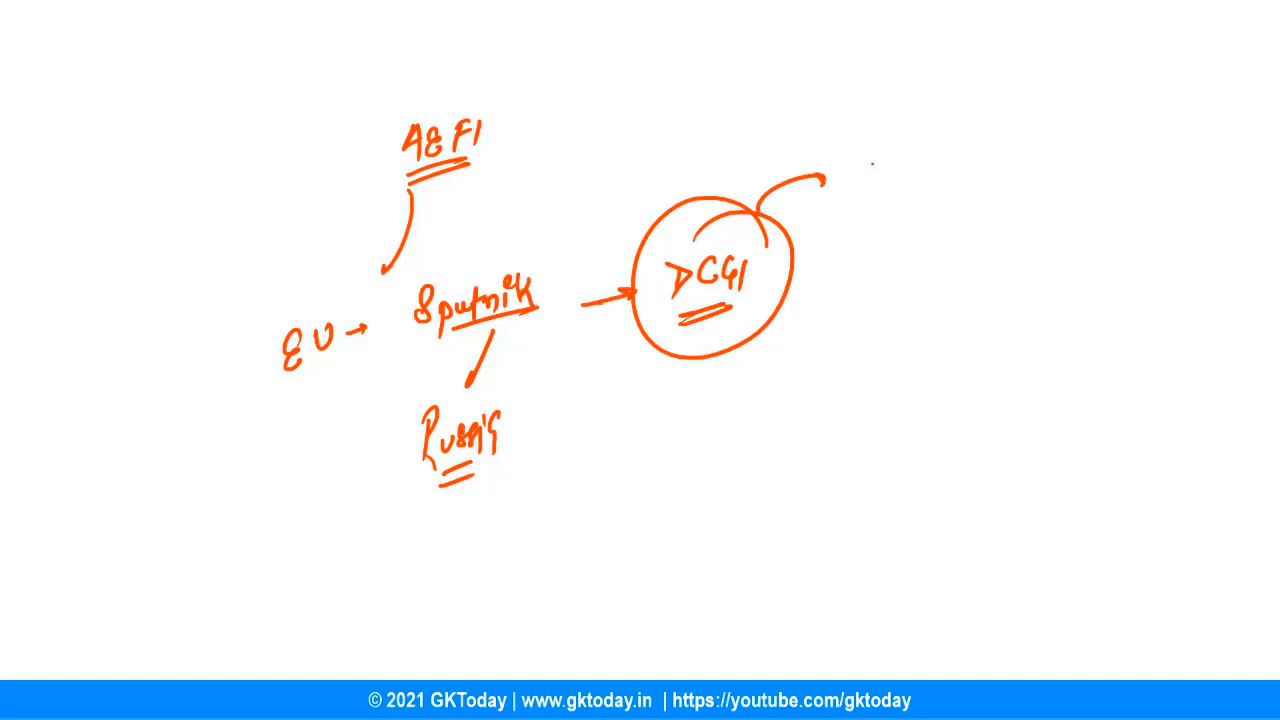 AEFI
DCGI
Sputnik
EU
Russia
© 2021 GKToday | www.gktoday.in | https://youtube.com/gktoday